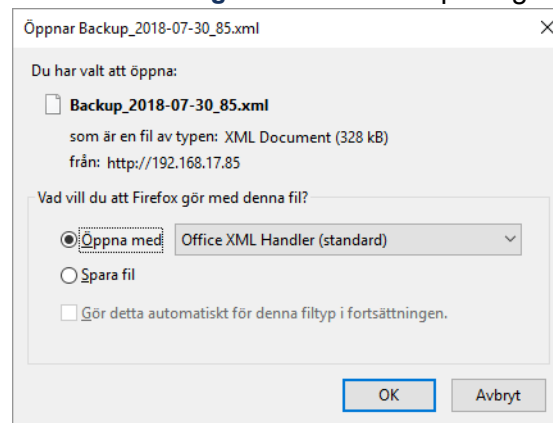 Öppnar Backup_2018-07-30_85.xml
Du har valt att öppna:
Backup_2018-07-30_85.xml
som är en fil av typen: XML Document (328 kB)
från: http://192.168.17.85
Vad vill du att Firefox gör med denna fil?
Öppna med Office XML Handler (standard)
Spara fil
Gör detta automatiskt för denna filtyp i fortsättningen.
OK Avbryt